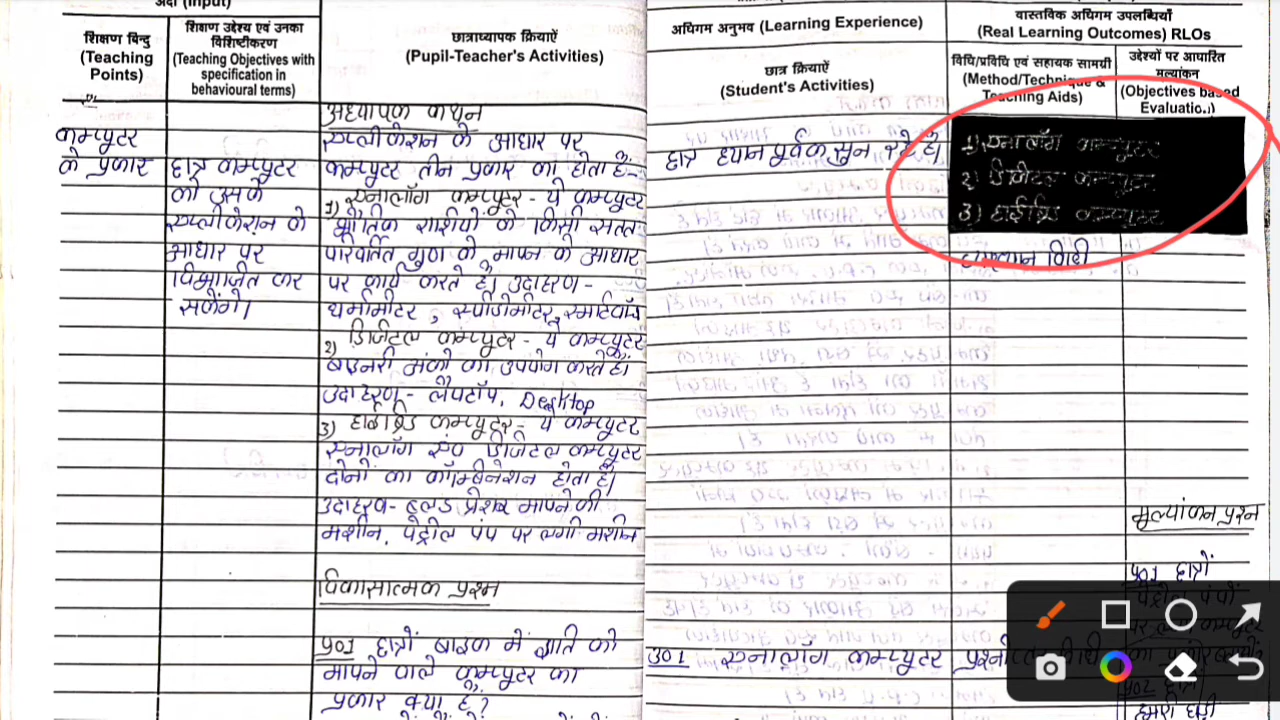 अदा (Input)
शिक्षण बिन्दु
(Teaching
Points)
शिक्षण उद्देश्य एवं उनका
विशिष्टीकरण
(Teaching Objectives with
specification in
behavioural terms)
छात्राध्यापक क्रियाऐं
(Pupil-Teacher's Activities)
कम्प्यूटर
के प्रकार
छात्र कम्प्यूटर
को उसके
एप्लीकेशन के
आधार पर
विभाजित कर
सकेंगे।
अध्यापक कथन
एप्लीकेशन के आधार पर
कम्प्यूटर तीन प्रकार का होता है-
1) एनालॉग कम्प्यूटर - ये कम्प्यूटर
भौतिक राशियों के किसी सतत
परिवर्तित गुण को मापन के आधार
पर कार्य करते है। उदाहरण -
थर्मामीटर, स्पीडोमीटर, स्मार्टवॉच
2) डिजिटल कम्प्यूटर - ये कम्प्यूटर
बाइनरी अंको का उपयोग करते हैं।
उदाहरण - लैपटॉप, Desktop
3) हाईब्रिड कम्प्यूटर - ये कम्प्यूटर
एनालॉग एंव डिजिटल कम्प्यूटर
दोनों का कॉम्बिनेशन होता है।
उदाहरण - ब्लड प्रेशर मापने की
मशीन, पेट्रोल पंप पर लगी मशीन
विकासात्मक प्रश्न
प्र01 छात्रों बाइक में गति को
मापने वाले कम्प्यूटर का
प्रकार क्या है?
अधिगम अनुभव (Learning Experience)
छात्र क्रियाऐं
(Student's Activities)
वास्तविक अधिगम उपलब्धियाँ
(Real Learning Outcomes) RLOs
विधि/प्रविधि एवं सहायक सामग्री
(Method/Technique &
Teaching Aids)
उद्देश्यों पर आधारित
मूल्यांकन
(Objectives based
Evaluation)
छात्र ध्यान पूर्वक सुन रहे है।
1) एनालॉग कम्प्यूटर
2) डिजिटल कम्प्यूटर
3) हाईब्रिड कम्प्यूटर
व्याख्यान विधि
मूल्यांकन प्रश्न
प्र01 छात्रों
पेट्रोल पंपों
पर
उ01 एनालॉग कम्प्यूटर
प्र02
हमारी घड़ी